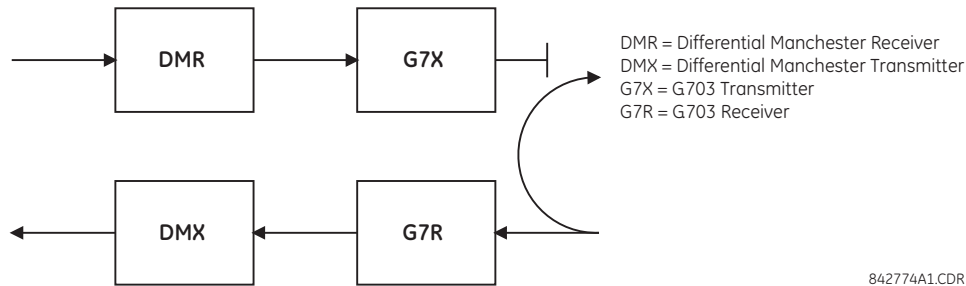 DMR
G7X
DMR = Differential Manchester Receiver
DMX = Differential Manchester Transmitter
G7X = G703 Transmitter
G7R = G703 Receiver
DMX
G7R
842774A1.CDR